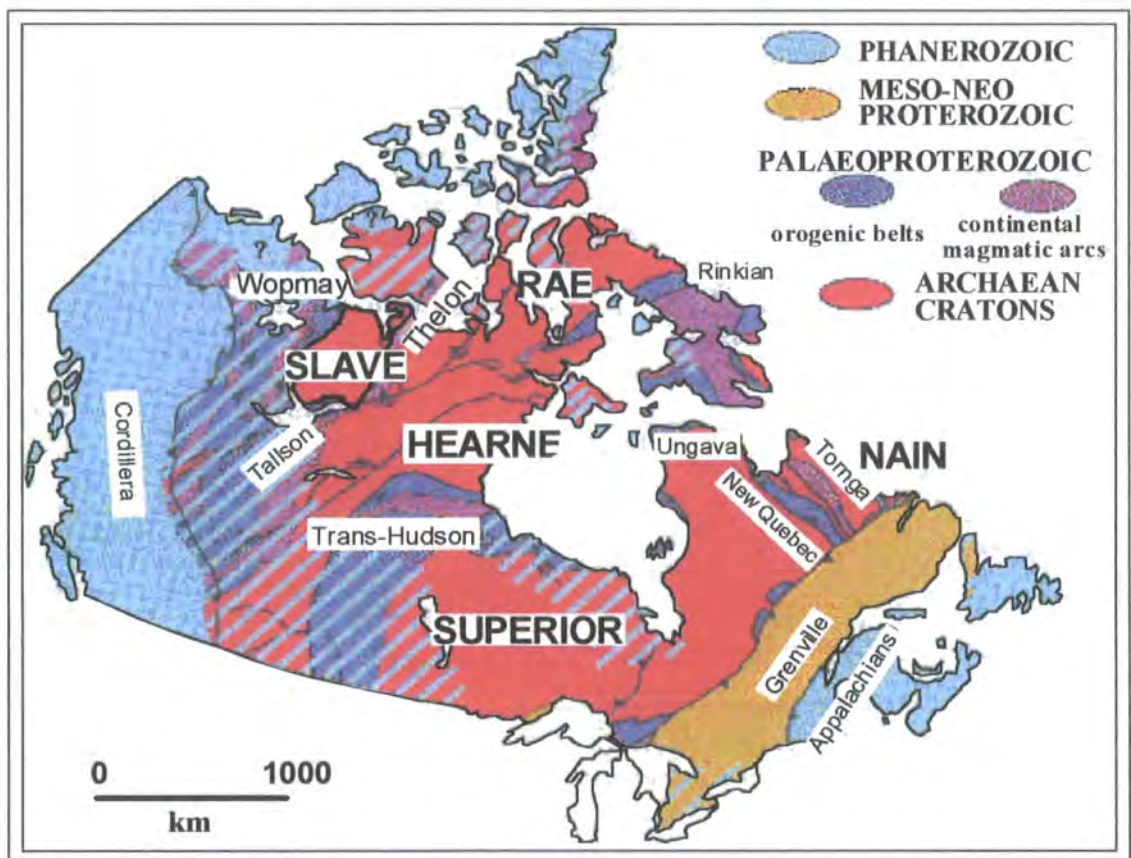 PHANEROZOIC
MESO-NEO
PROTEROZOIC
PALAEOPROTEROZOIC
orogenic belts
continental
magmatic arcs
ARCHAEAN
CRATONS
Rinkian
RAE
Wopmay
?
Thelon
SLAVE
Cordillera
Tallson
HEARNE
Ungava
NAIN
Tornga
New Quebec
Trans-Hudson
SUPERIOR
Grenville
Appalachians
0 1000
km